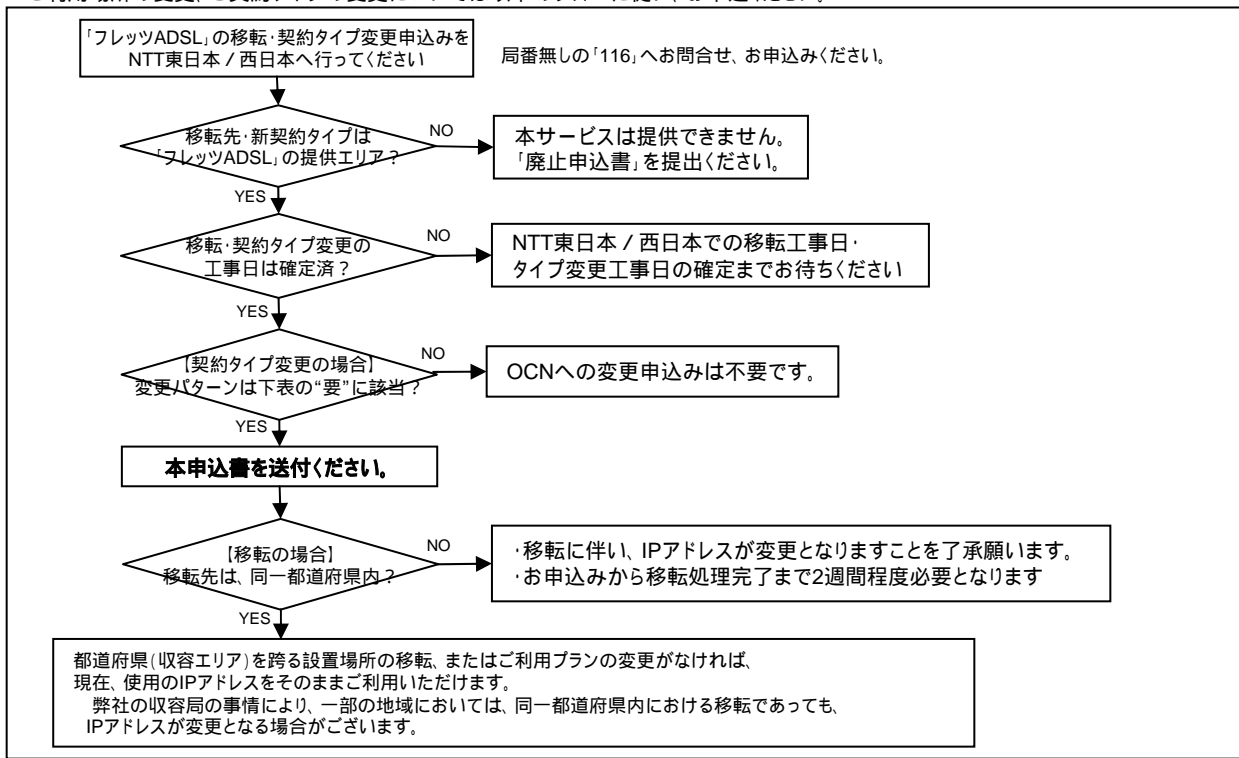 「フレッツADSL」の移転・契約タイプ変更申込みを
NTT東日本 / 西日本へ行ってください
局番無しの「116」へお問合せ、お申込みください。
移転先・新契約タイプは
「フレッツADSL」の提供エリア？
NO
本サービスは提供できません。
「廃止申込書」を提出ください。
YES
移転・契約タイプ変更の
工事日は確定済？
NO
NTT東日本 / 西日本での移転工事日・
タイプ変更工事日の確定までお待ちください
YES
【契約タイプ変更の場合】
変更パターンは下表の“要”に該当？
NO
OCNへの変更申込みは不要です。
YES
本申込書を送付ください。
【移転の場合】
移転先は、同一都道府県内？
NO
・移転に伴い、IPアドレスが変更となりますことを了承願います。
・お申込みから移転処理完了まで2週間程度必要となります
YES
都道府県(収容エリア)を跨る設置場所の移転、またはご利用プランの変更がなければ、
現在、使用のIPアドレスをそのままご利用いただけます。
弊社の収容局の事情により、一部の地域においては、同一都道府県内における移転であっても、
IPアドレスが変更となる場合がございます。